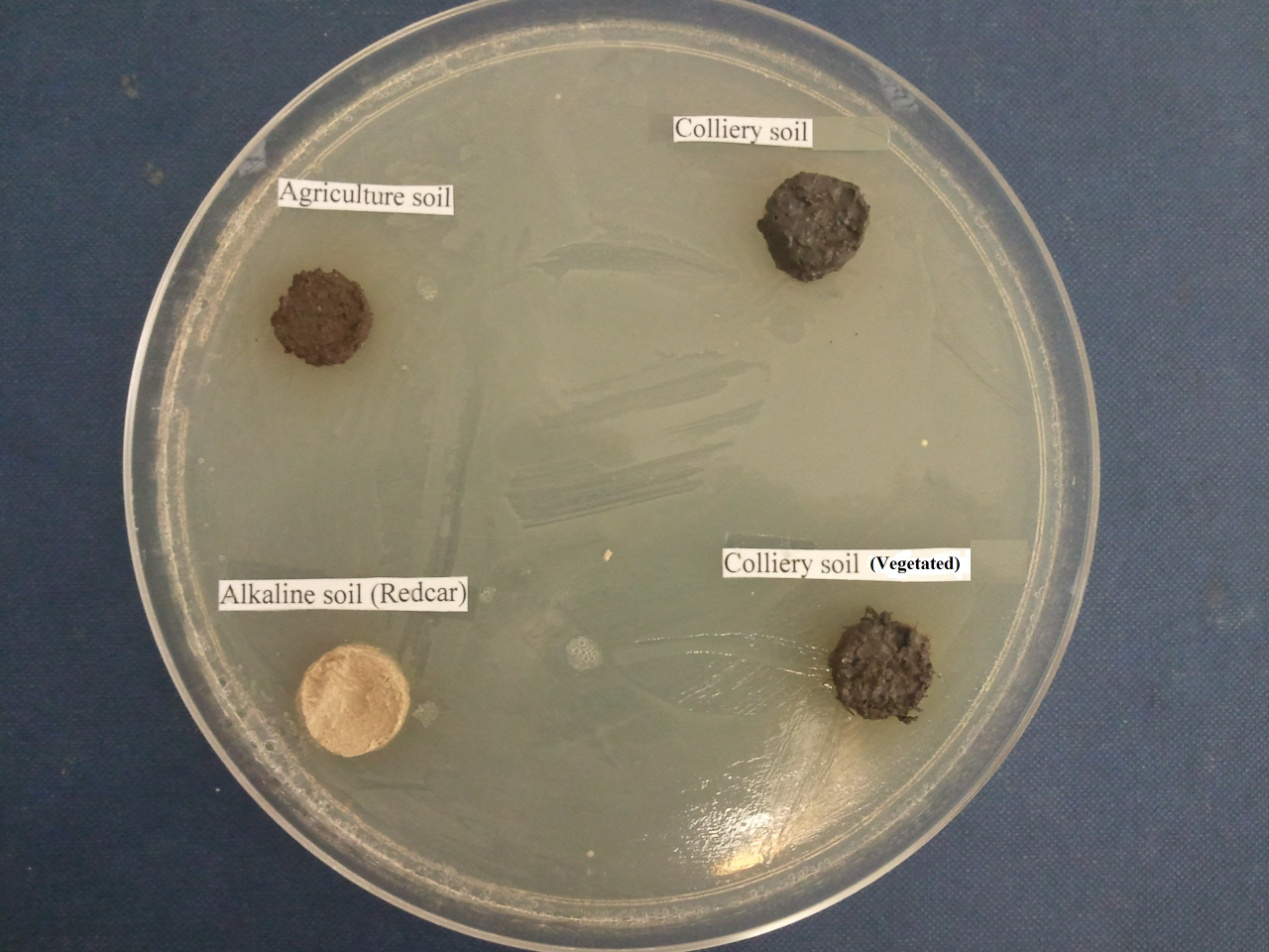 Agriculture soil
Colliery soil
Alkaline soil (Redcar)
Colliery soil (Vegetated)